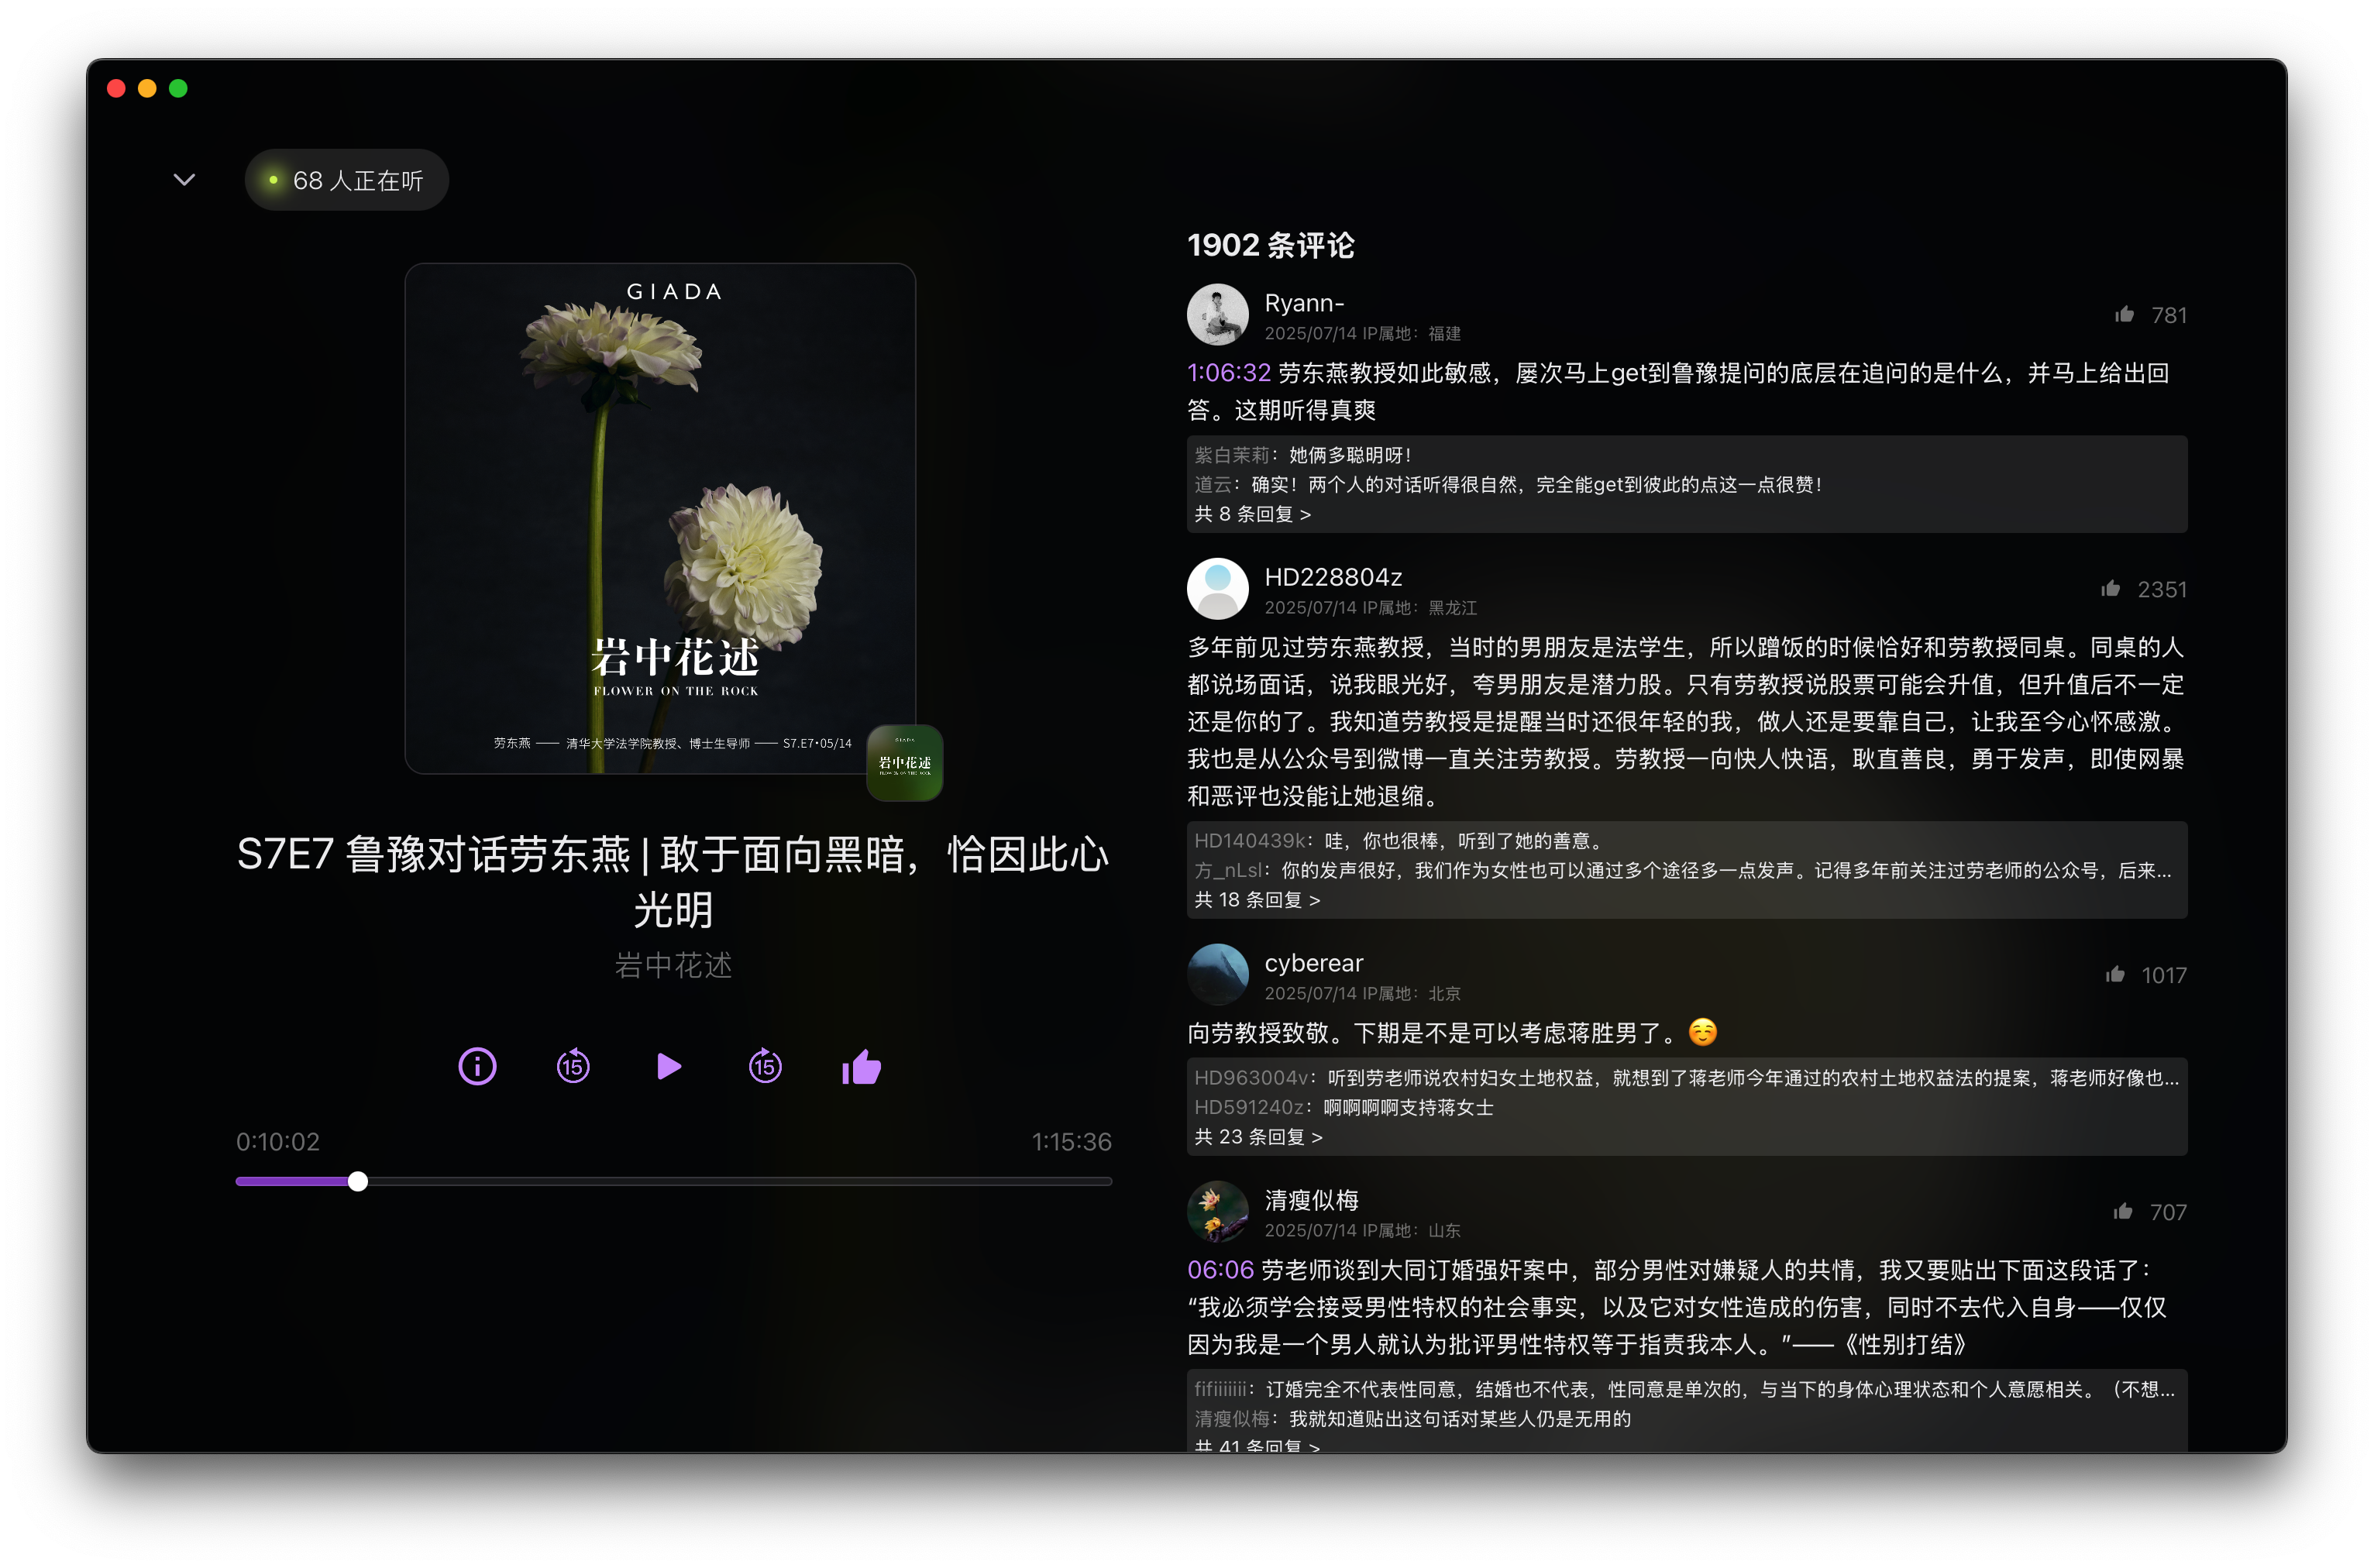 68 人正在听
GIADA
岩中花述
FLOWER ON THE ROCK
劳东燕 —— 清华大学法学院教授、博士生导师 —— S7.E7·05/14
GIADA
岩中花述
FLOWER ON THE ROCK
S7E7 鲁豫对话劳东燕 | 敢于面向黑暗，恰因此心
光明
岩中花述
15
15
0:10:02
1:15:36
1902 条评论
Ryann-
2025/07/14 IP属地：福建
781
1:06:32 劳东燕教授如此敏感，屡次马上get到鲁豫提问的底层在追问的是什么，并马上给出回
答。这期听得真爽
紫白茉莉：她俩多聪明呀！
道云：确实！两个人的对话听得很自然，完全能get到彼此的点这一点很赞！
共 8 条回复 >
HD228804z
2025/07/14 IP属地：黑龙江
2351
多年前见过劳东燕教授，当时的男朋友是法学生，所以蹭饭的时候恰好和劳教授同桌。同桌的人
都说场面话，说我眼光好，夸男朋友是潜力股。只有劳教授说股票可能会升值，但升值后不一定
还是你的了。我知道劳教授是提醒当时还很年轻的我，做人还是要靠自己，让我至今心怀感激。
我也是从公众号到微博一直关注劳教授。劳教授一向快人快语，耿直善良，勇于发声，即使网暴
和恶评也没能让她退缩。
HD140439k：哇，你也很棒，听到了她的善意。
方_nLsl：你的发声很好，我们作为女性也可以通过多个途径多一点发声。记得多年前关注过劳老师的公众号，后来...
共 18 条回复 >
cyberear
2025/07/14 IP属地：北京
1017
向劳教授致敬。下期是不是可以考虑蒋胜男了。☺️
HD963004v：听到劳老师说农村妇女土地权益，就想到了蒋老师今年通过的农村土地权益法的提案，蒋老师好像也...
HD591240z：啊啊啊啊支持蒋女士
共 23 条回复 >
清瘦似梅
2025/07/14 IP属地：山东
707
06:06 劳老师谈到大同订婚强奸案中，部分男性对嫌疑人的共情，我又要贴出下面这段话了：
“我必须学会接受男性特权的社会事实，以及它对女性造成的伤害，同时不去代入自身——仅仅
因为我是一个男人就认为批评男性特权等于指责我本人。”——《性别打结》
fifiiiiiii：订婚完全不代表性同意，结婚也不代表，性同意是单次的，与当下的身体心理状态和个人意愿相关。（不想...
清瘦似梅：我就知道贴出这句话对某些人仍是无用的
共 41 条回复 >